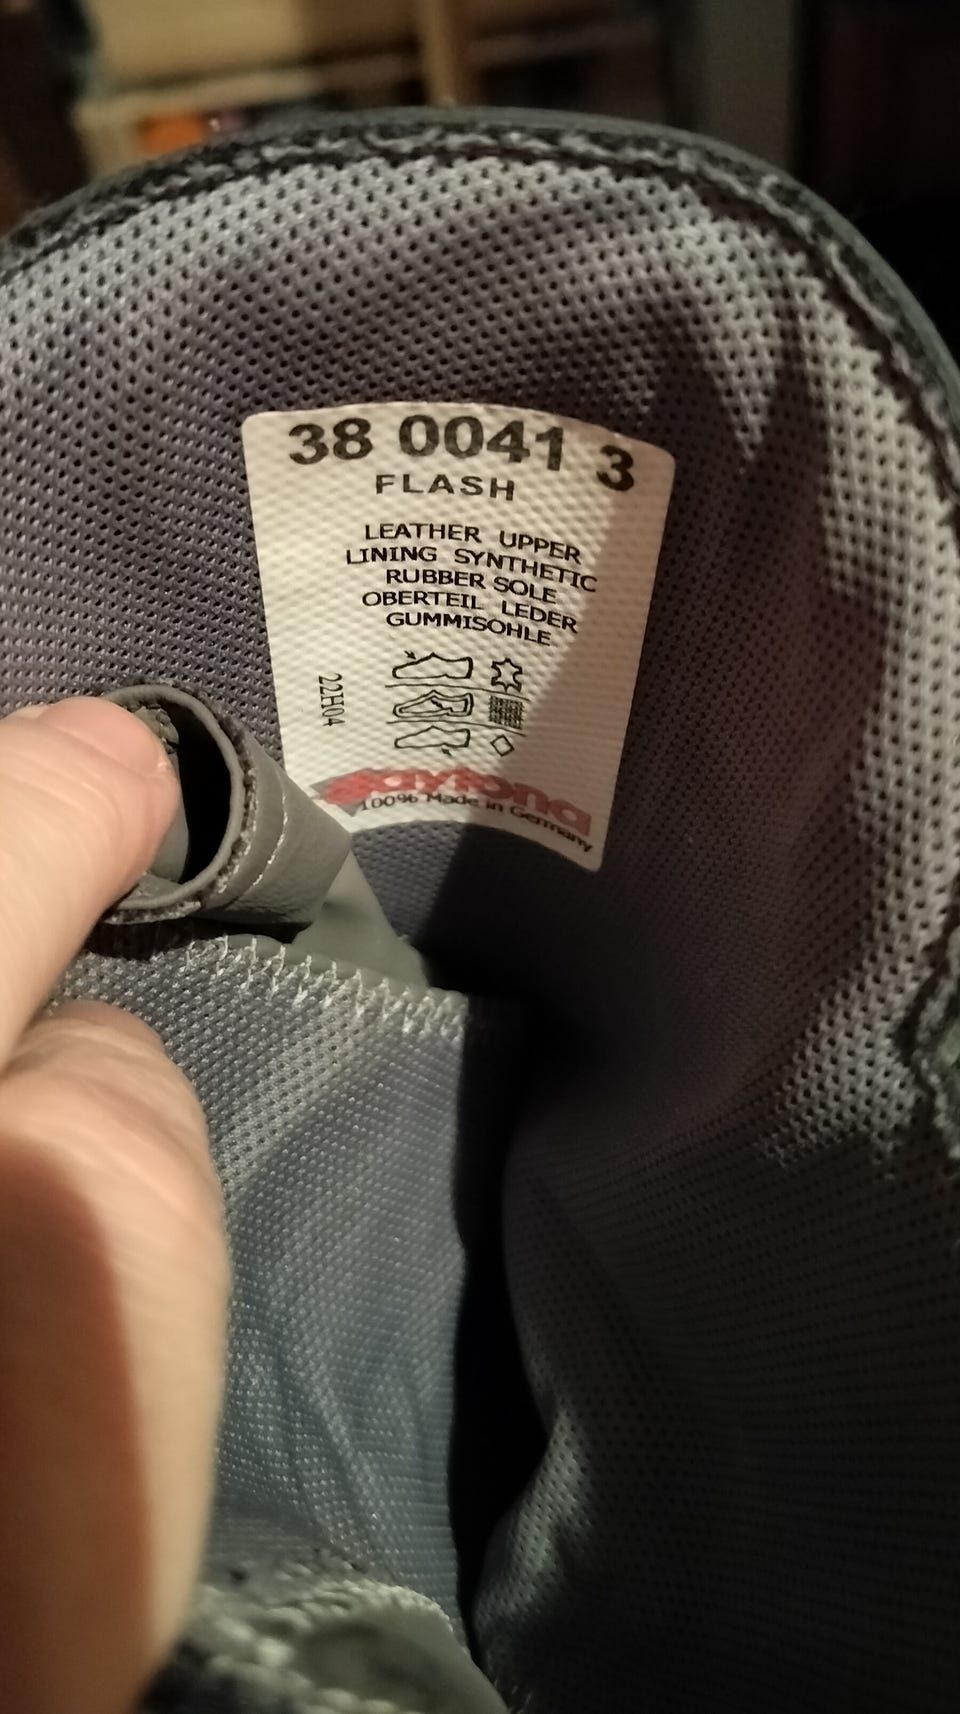 38 0041 3
FLASH
LEATHER UPPER
LINING SYNTHETIC
RUBBER SOLE
OBERTEIL LEDER
GUMMISOHLE
22H04
daytona
100% Made in Germany